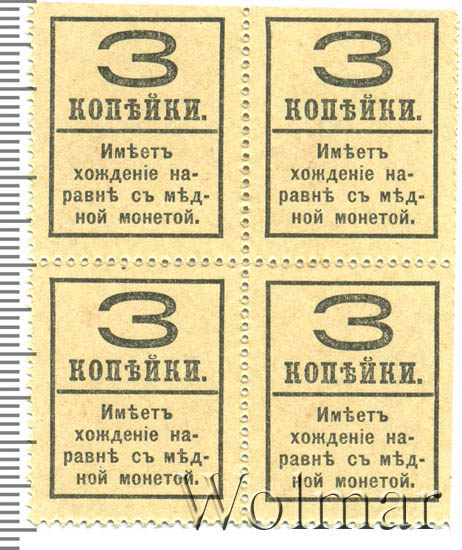 3
КОПѢЙКИ.
Имѣетъ
хожденіе на-
равнѣ съ мѣд-
ной монетой.
3
КОПѢЙКИ.
Имѣетъ
хожденіе на-
равнѣ съ мѣд-
ной монетой.
3
КОПѢЙКИ.
Имѣетъ
хожденіе на-
равнѣ съ мѣд-
ной монетой.
3
КОПѢЙКИ.
Имѣетъ
хожденіе на-
равнѣ съ мѣд-
ной монетой.
Wolmar